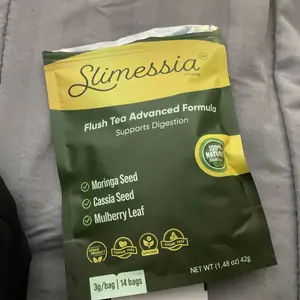 Slimessia
Flush Tea Advanced Formula
Supports Digestion
100%
NATURAL
Moringa Seed
Cassia Seed
Mulberry Leaf
3g/bag | 14 bags
NET WT (1,48 oz) 42g